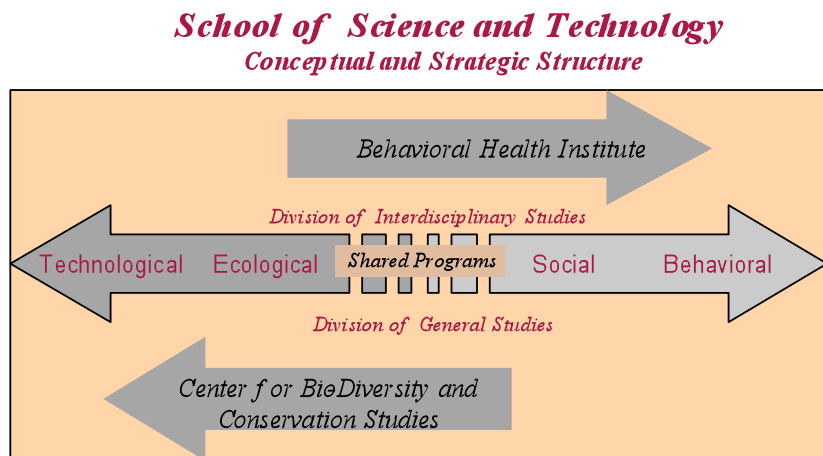 School of Science and Technology
Conceptual and Strategic Structure
Behavioral Health Institute
Division of Interdisciplinary Studies
Technological Ecological Shared Programs Social Behavioral
Division of General Studies
Center for BioDiversity and
Conservation Studies